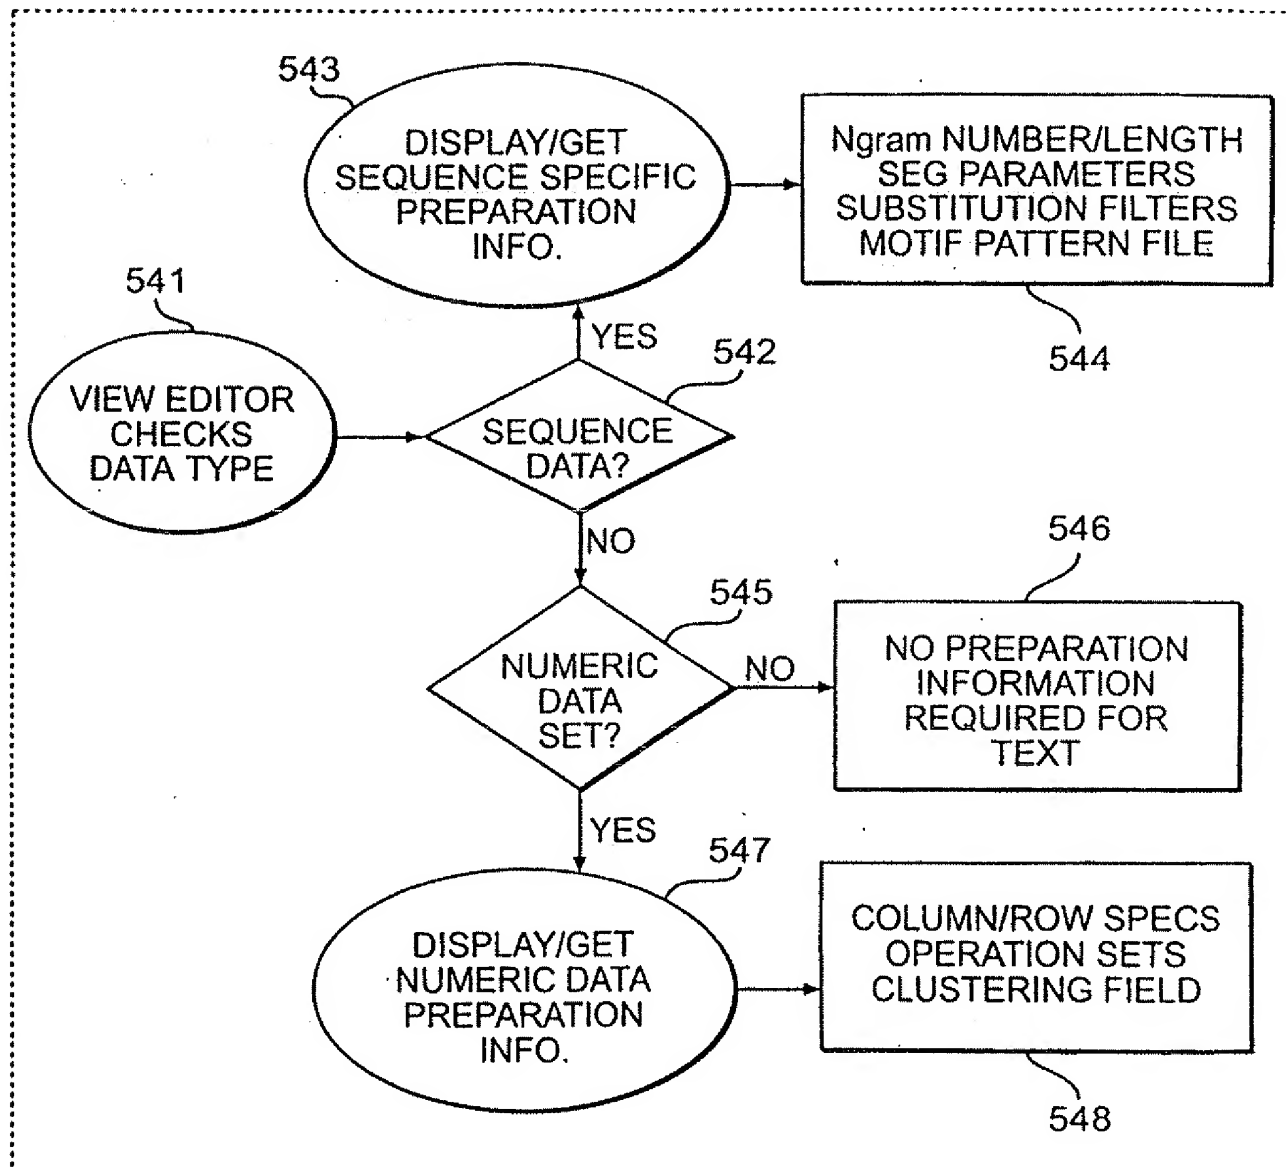 543
DISPLAY/GET
SEQUENCE SPECIFIC
PREPARATION
INFO.
Ngram NUMBER/LENGTH
SEG PARAMETERS
SUBSTITUTION FILTERS
MOTIF PATTERN FILE
544
541
VIEW EDITOR
CHECKS
DATA TYPE
YES
542
SEQUENCE
DATA?
NO
545
NUMERIC
DATA
SET?
NO
546
NO PREPARATION
INFORMATION
REQUIRED FOR
TEXT
YES
547
DISPLAY/GET
NUMERIC DATA
PREPARATION
INFO.
COLUMN/ROW SPECS
OPERATION SETS
CLUSTERING FIELD
548